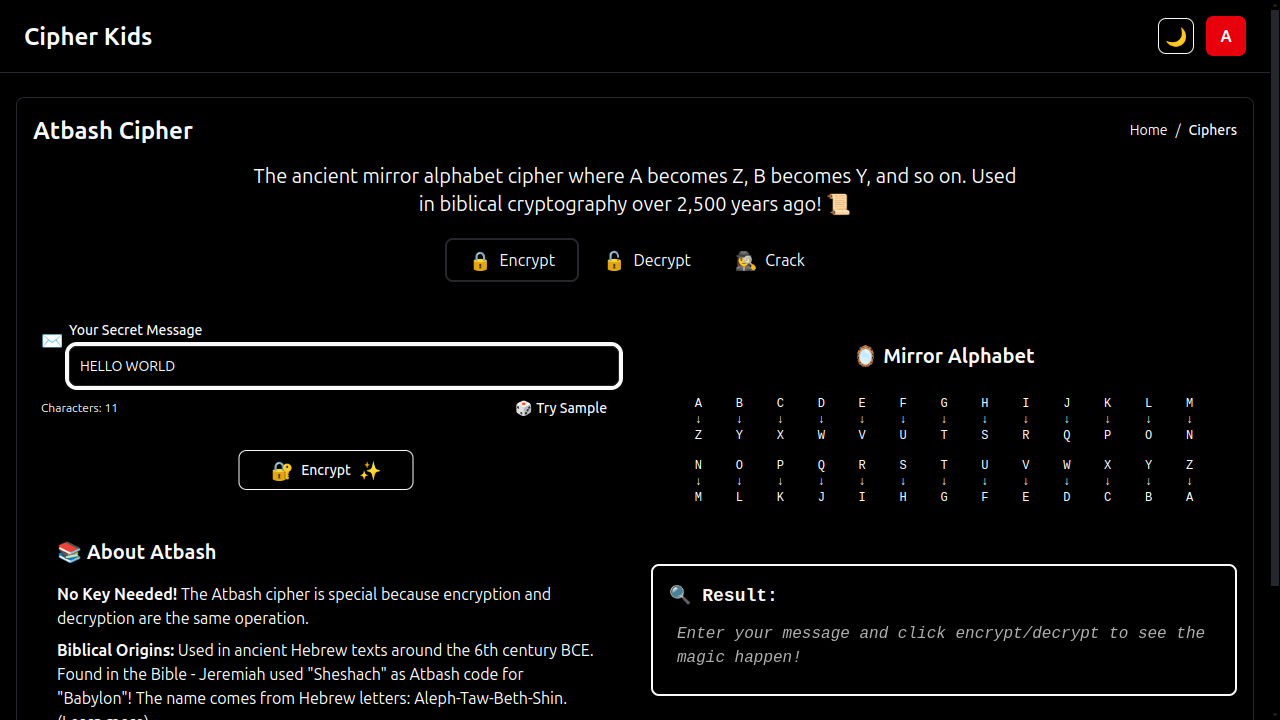 Cipher Kids
A
Atbash Cipher
Home / Ciphers
The ancient mirror alphabet cipher where A becomes Z, B becomes Y, and so on. Used
in biblical cryptography over 2,500 years ago! 📜
🔒 Encrypt
🔓 Decrypt
🕵️ Crack
Your Secret Message
HELLO WORLD
Characters: 11
🎲 Try Sample
🔐 Encrypt ✨
🪞 Mirror Alphabet
A B C D E F G H I J K L M
↓ ↓ ↓ ↓ ↓ ↓ ↓ ↓ ↓ ↓ ↓ ↓ ↓
Z Y X W V U T S R Q P O N
N O P Q R S T U V W X Y Z
↓ ↓ ↓ ↓ ↓ ↓ ↓ ↓ ↓ ↓ ↓ ↓ ↓
M L K J I H G F E D C B A
📚 About Atbash
No Key Needed! The Atbash cipher is special because encryption and
decryption are the same operation.
Biblical Origins: Used in ancient Hebrew texts around the 6th century BCE.
Found in the Bible - Jeremiah used "Sheshach" as Atbash code for
"Babylon"! The name comes from Hebrew letters: Aleph-Taw-Beth-Shin.
(Learn more)
🔍 Result:
Enter your message and click encrypt/decrypt to see the
magic happen!